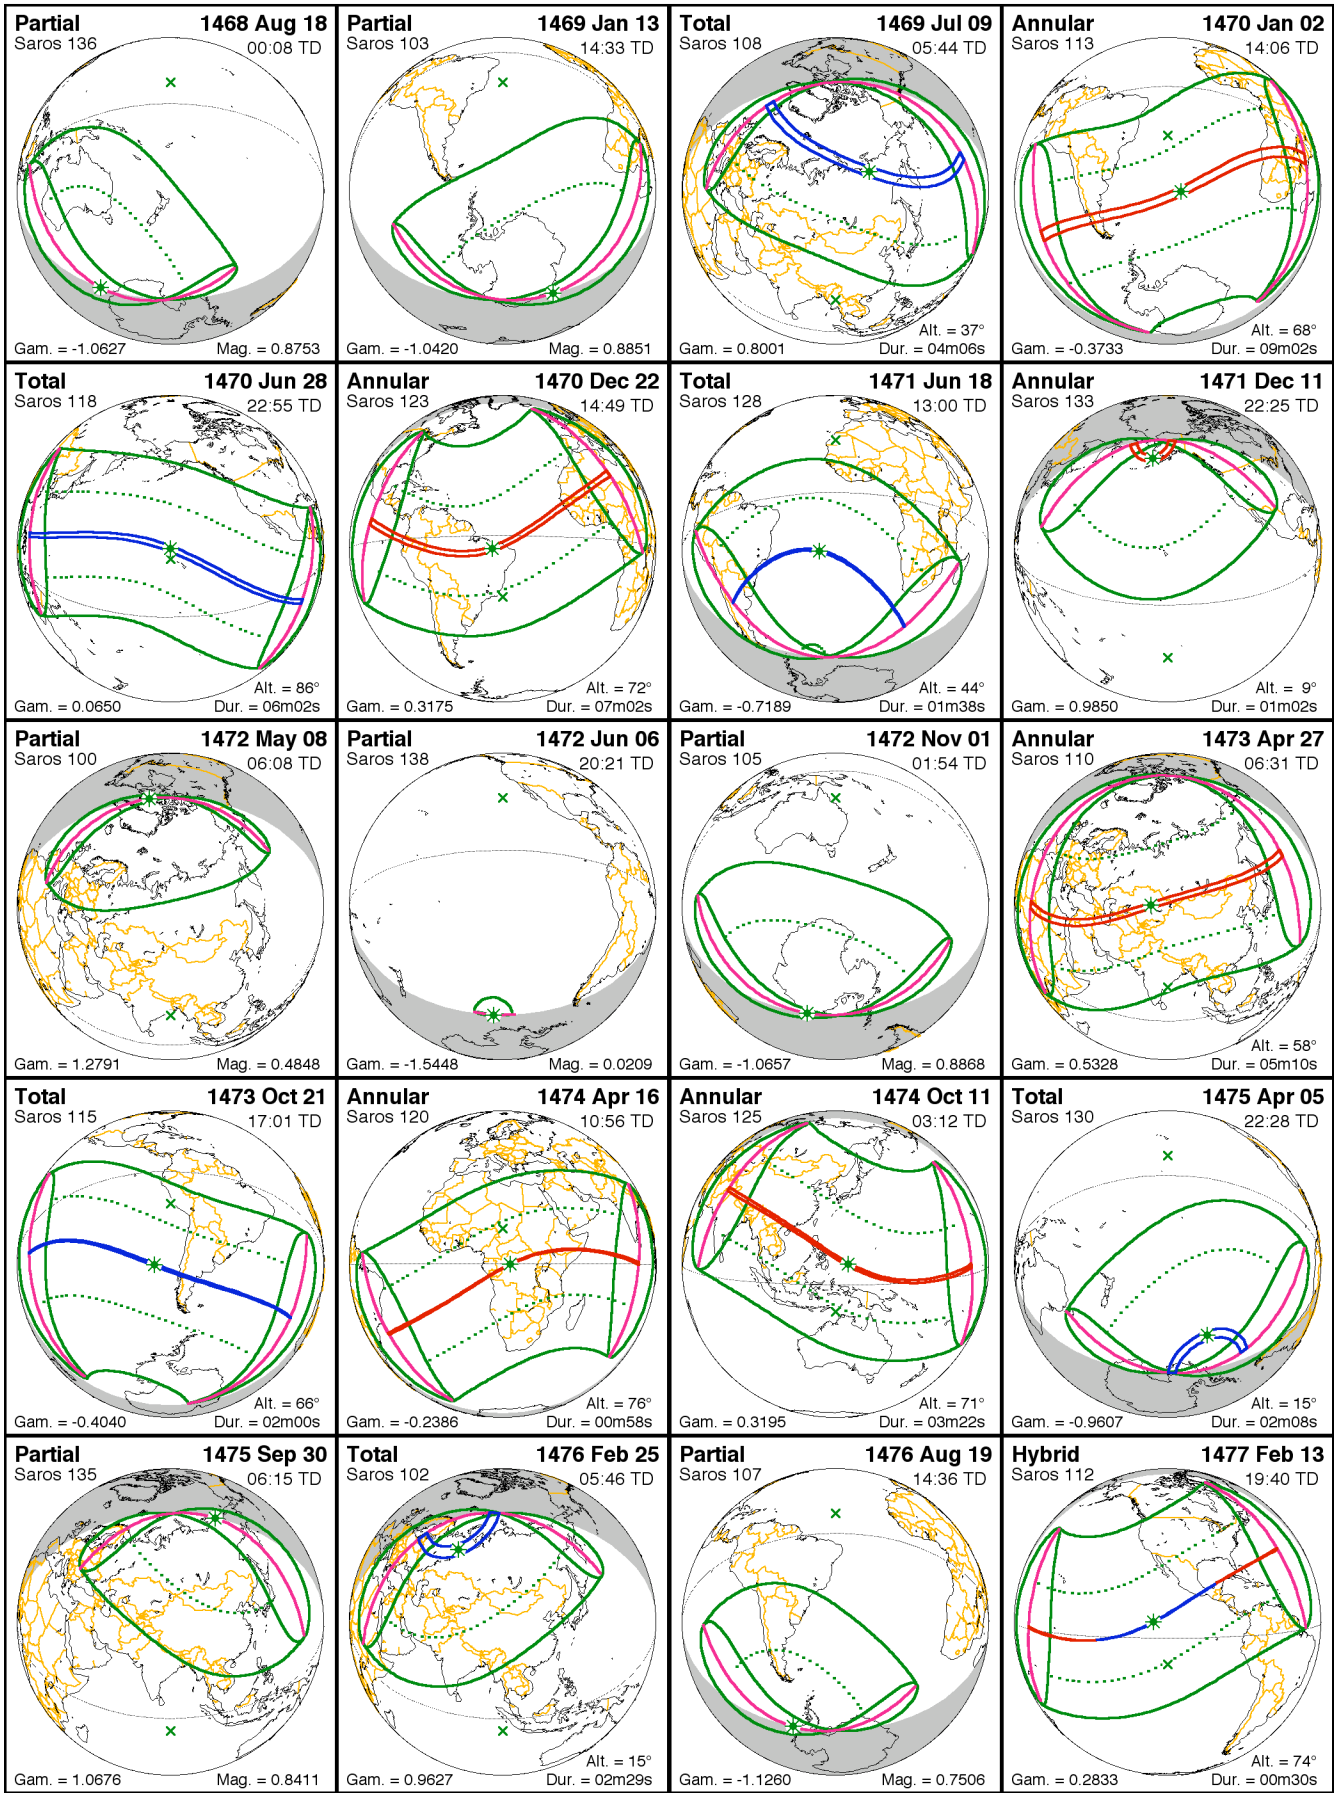 Partial 1468 Aug 18
Saros 136 00:08 TD
Gam. = -1.0627 Mag. = 0.8753
Partial 1469 Jan 13
Saros 103 14:33 TD
Gam. = -1.0420 Mag. = 0.8851
Total 1469 Jul 09
Saros 108 05:44 TD
Alt. = 37°
Gam. = 0.8001 Dur. = 04m06s
Annular 1470 Jan 02
Saros 113 14:06 TD
Alt. = 68°
Gam. = -0.3733 Dur. = 09m02s
Total 1470 Jun 28
Saros 118 22:55 TD
Alt. = 86°
Gam. = 0.0650 Dur. = 06m02s
Annular 1470 Dec 22
Saros 123 14:49 TD
Alt. = 72°
Gam. = 0.3175 Dur. = 07m02s
Total 1471 Jun 18
Saros 128 13:00 TD
Alt. = 44°
Gam. = -0.7189 Dur. = 01m38s
Annular 1471 Dec 11
Saros 133 22:25 TD
Alt. = 9°
Gam. = 0.9850 Dur. = 01m02s
Partial 1472 May 08
Saros 100 06:08 TD
Gam. = 1.2791 Mag. = 0.4848
Partial 1472 Jun 06
Saros 138 20:21 TD
Gam. = -1.5448 Mag. = 0.0209
Partial 1472 Nov 01
Saros 105 01:54 TD
Gam. = -1.0657 Mag. = 0.8868
Annular 1473 Apr 27
Saros 110 06:31 TD
Alt. = 58°
Gam. = 0.5328 Dur. = 05m10s
Total 1473 Oct 21
Saros 115 17:01 TD
Alt. = 66°
Gam. = -0.4040 Dur. = 02m00s
Annular 1474 Apr 16
Saros 120 10:56 TD
Alt. = 76°
Gam. = -0.2386 Dur. = 00m58s
Annular 1474 Oct 11
Saros 125 03:12 TD
Alt. = 71°
Gam. = 0.3195 Dur. = 03m22s
Total 1475 Apr 05
Saros 130 22:28 TD
Alt. = 15°
Gam. = -0.9607 Dur. = 02m08s
Partial 1475 Sep 30
Saros 135 06:15 TD
Gam. = 1.0676 Mag. = 0.8411
Total 1476 Feb 25
Saros 102 05:46 TD
Alt. = 15°
Gam. = 0.9627 Dur. = 02m29s
Partial 1476 Aug 19
Saros 107 14:36 TD
Gam. = -1.1260 Mag. = 0.7506
Hybrid 1477 Feb 13
Saros 112 19:40 TD
Alt. = 74°
Gam. = 0.2833 Dur. = 00m30s